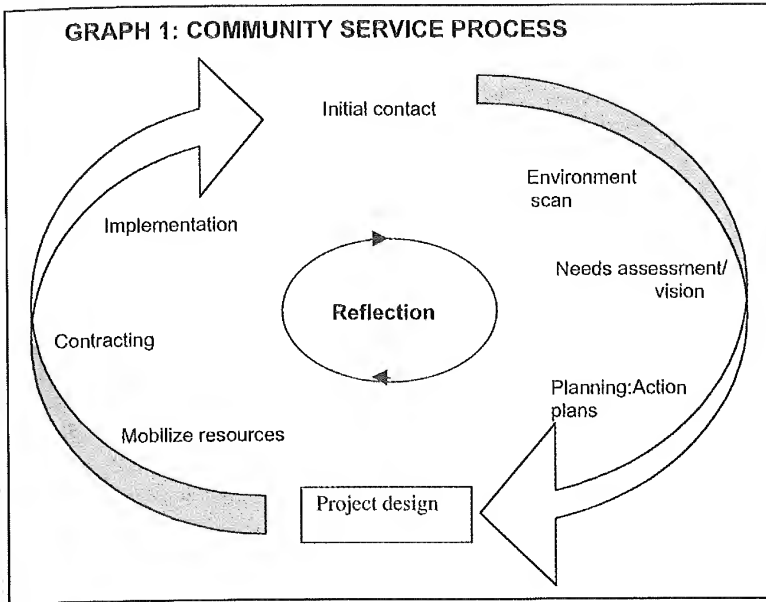 GRAPH 1: COMMUNITY SERVICE PROCESS
Initial contact
Environment
scan
Needs assessment/
vision
Planning:Action
plans
Project design
Mobilize resources
Contracting
Implementation
Reflection